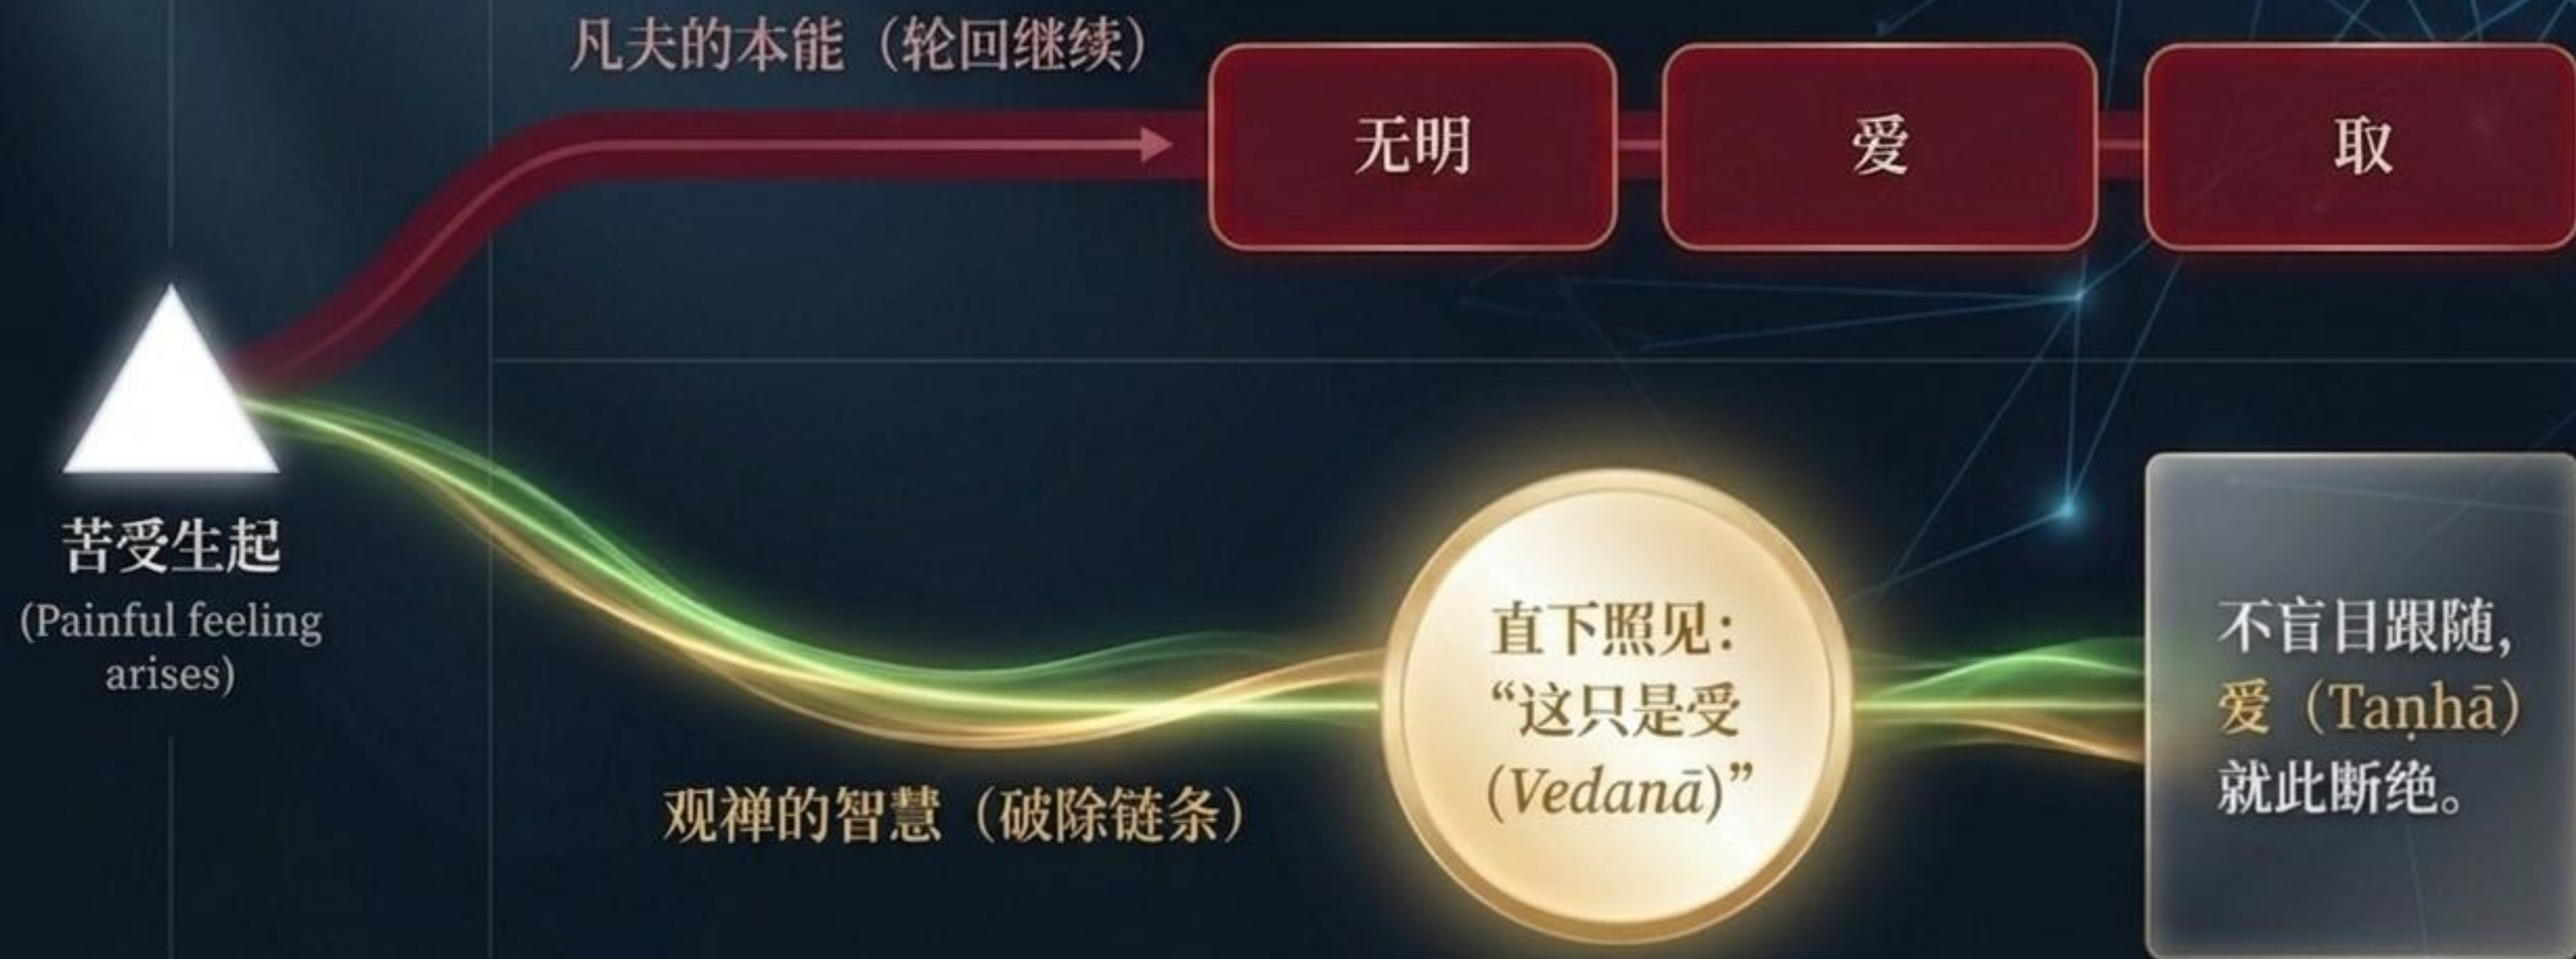 凡夫的本能（轮回继续）
无明
爱
取
苦受生起
(Painful feeling
arises)
观禅的智慧（破除链条）
直下照见：
“这只是受
(Vedanā)”
不盲目跟随，
爱（Taṇhā）
就此断绝。